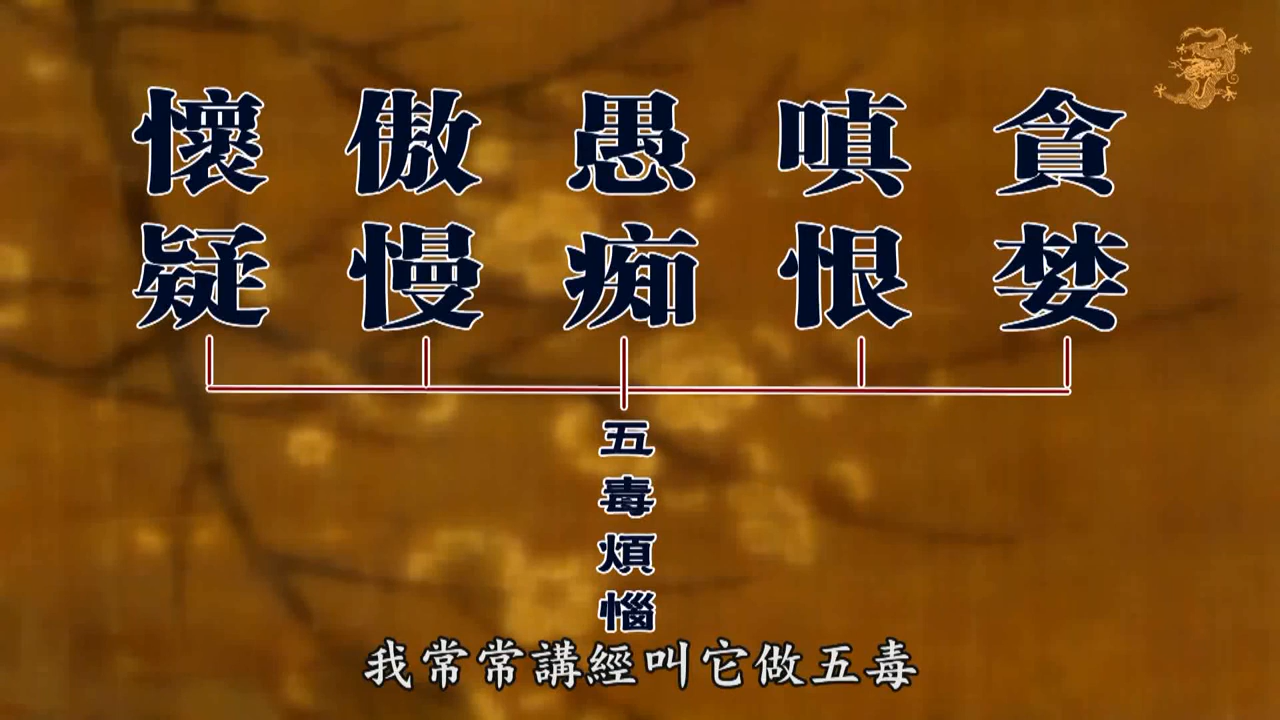 貪婪
嗔恨
愚痴
傲慢
懷疑
五毒煩惱
我常常講經叫它做五毒